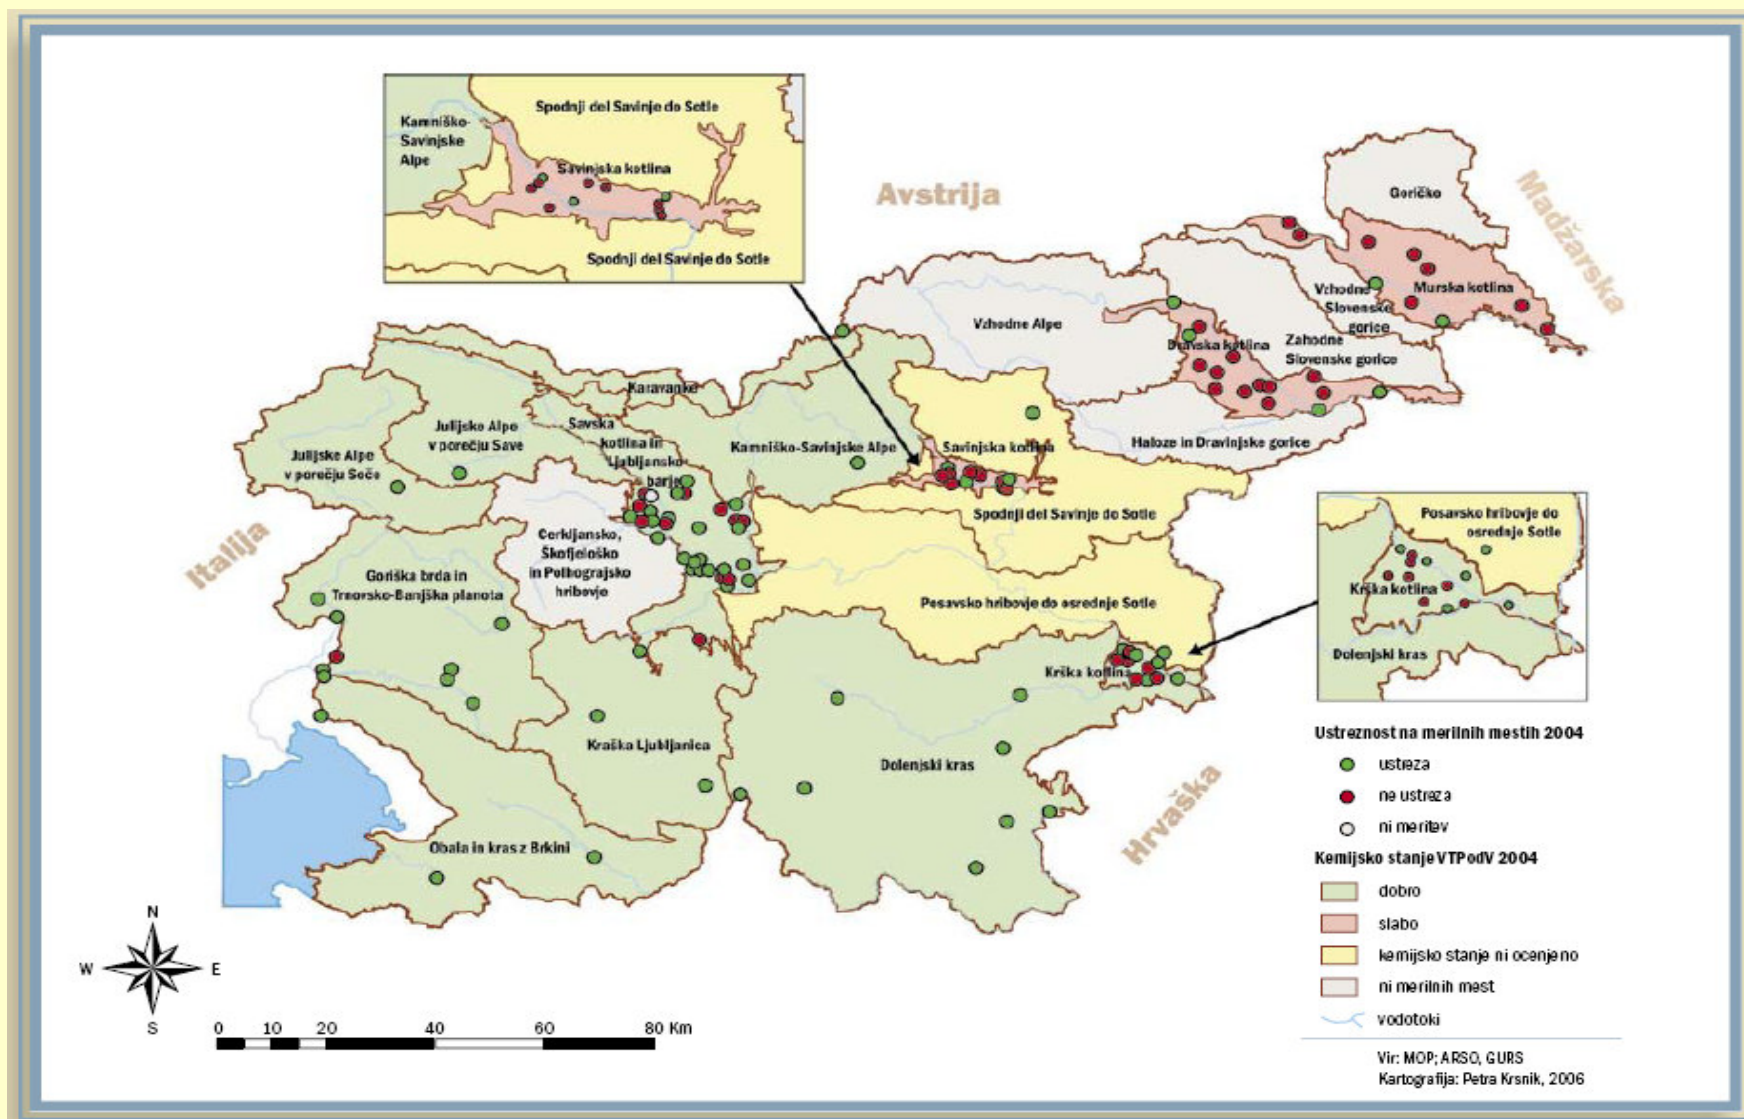 Spodnji del Savinje do Sotle
Kamniško-
Savinjske
Alpe
Savinjska kotlina
Spodnji del Savinje do Sotle
Avstrija
Madžarska
Goričko
Murska kotlina
Vzhodne
Slovenske
gorice
Zahodne
Slovenske gorice
Vzhodne Alpe
Dravska kotlina
Haloze in Dravinjske gorice
Karavanke
Savska
kotlina in
Ljubljansko
barje
Julijske Alpe
v porečju Save
Julijske Alpe
v porečju Soče
Kamniško-Savinjske Alpe
Savinjska kotlina
Spodnji del Savinje do Sotle
Italija
Cerkljansko,
Škofjeloško
in Polhograjsko
hribovje
Goriška brda in
Trnovsko-Banjška planota
Posavsko hribovje do osrednje Sotle
Krška kotlina
Posavsko hribovje do
osrednje Sotle
Krška kotlina
Dolenjski kras
Kraška Ljubljanica
Dolenjski kras
Hrvaška
Obala in kras z Brkini
Ustreznost na merilnih mestih 2004
ustreza
ne ustreza
ni meritev
Kemijsko stanje VTPodV 2004
dobro
slabo
kemijsko stanje ni ocenjeno
ni merilnih mest
vodotoki
Vir: MOP; ARSO, GURS
Kartografija: Petra Krsnik, 2006
N
W E
S
0 10 20 40 60 80 Km